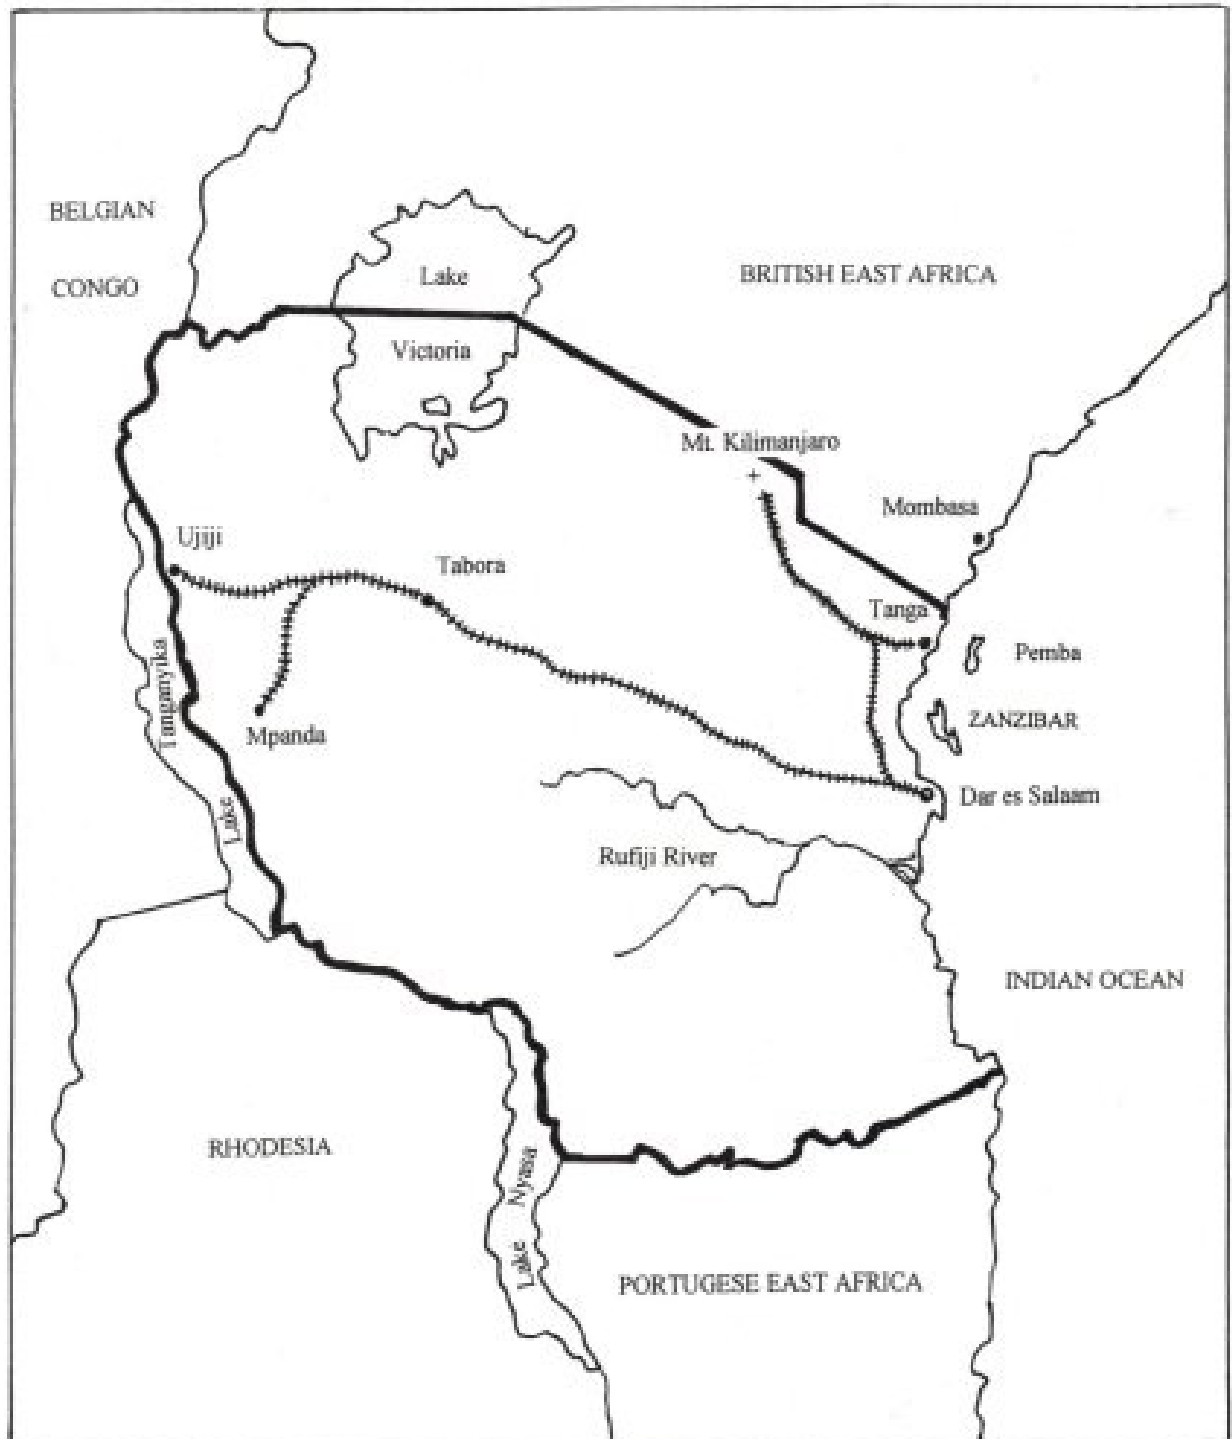 BELGIAN
CONGO
Lake
Victoria
BRITISH EAST AFRICA
Mt. Kilimanjaro
Mombasa
Ujiji
Tabora
Tanga
Pemba
Tanganyika
Lake
Mpanda
ZANZIBAR
Dar es Salaam
Rufiji River
INDIAN OCEAN
RHODESIA
Nyasa
Lake
PORTUGESE EAST AFRICA